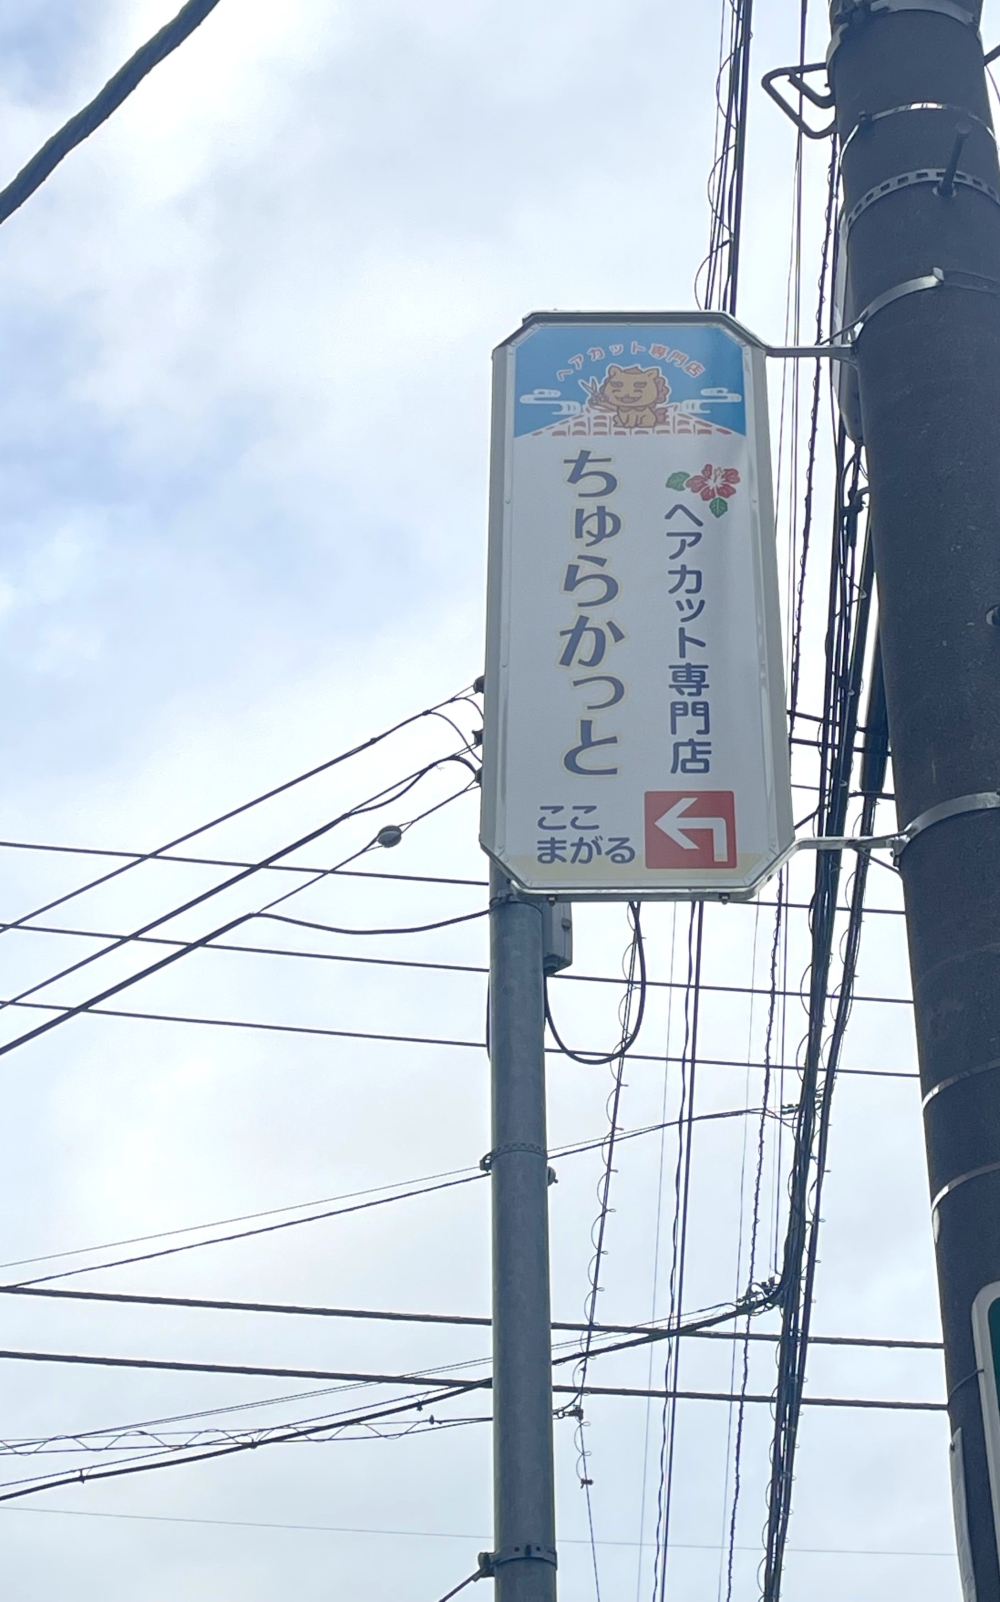 ヘアカット専門店
ヘアカット専門店
ちゅらかっと
ここ
まがる